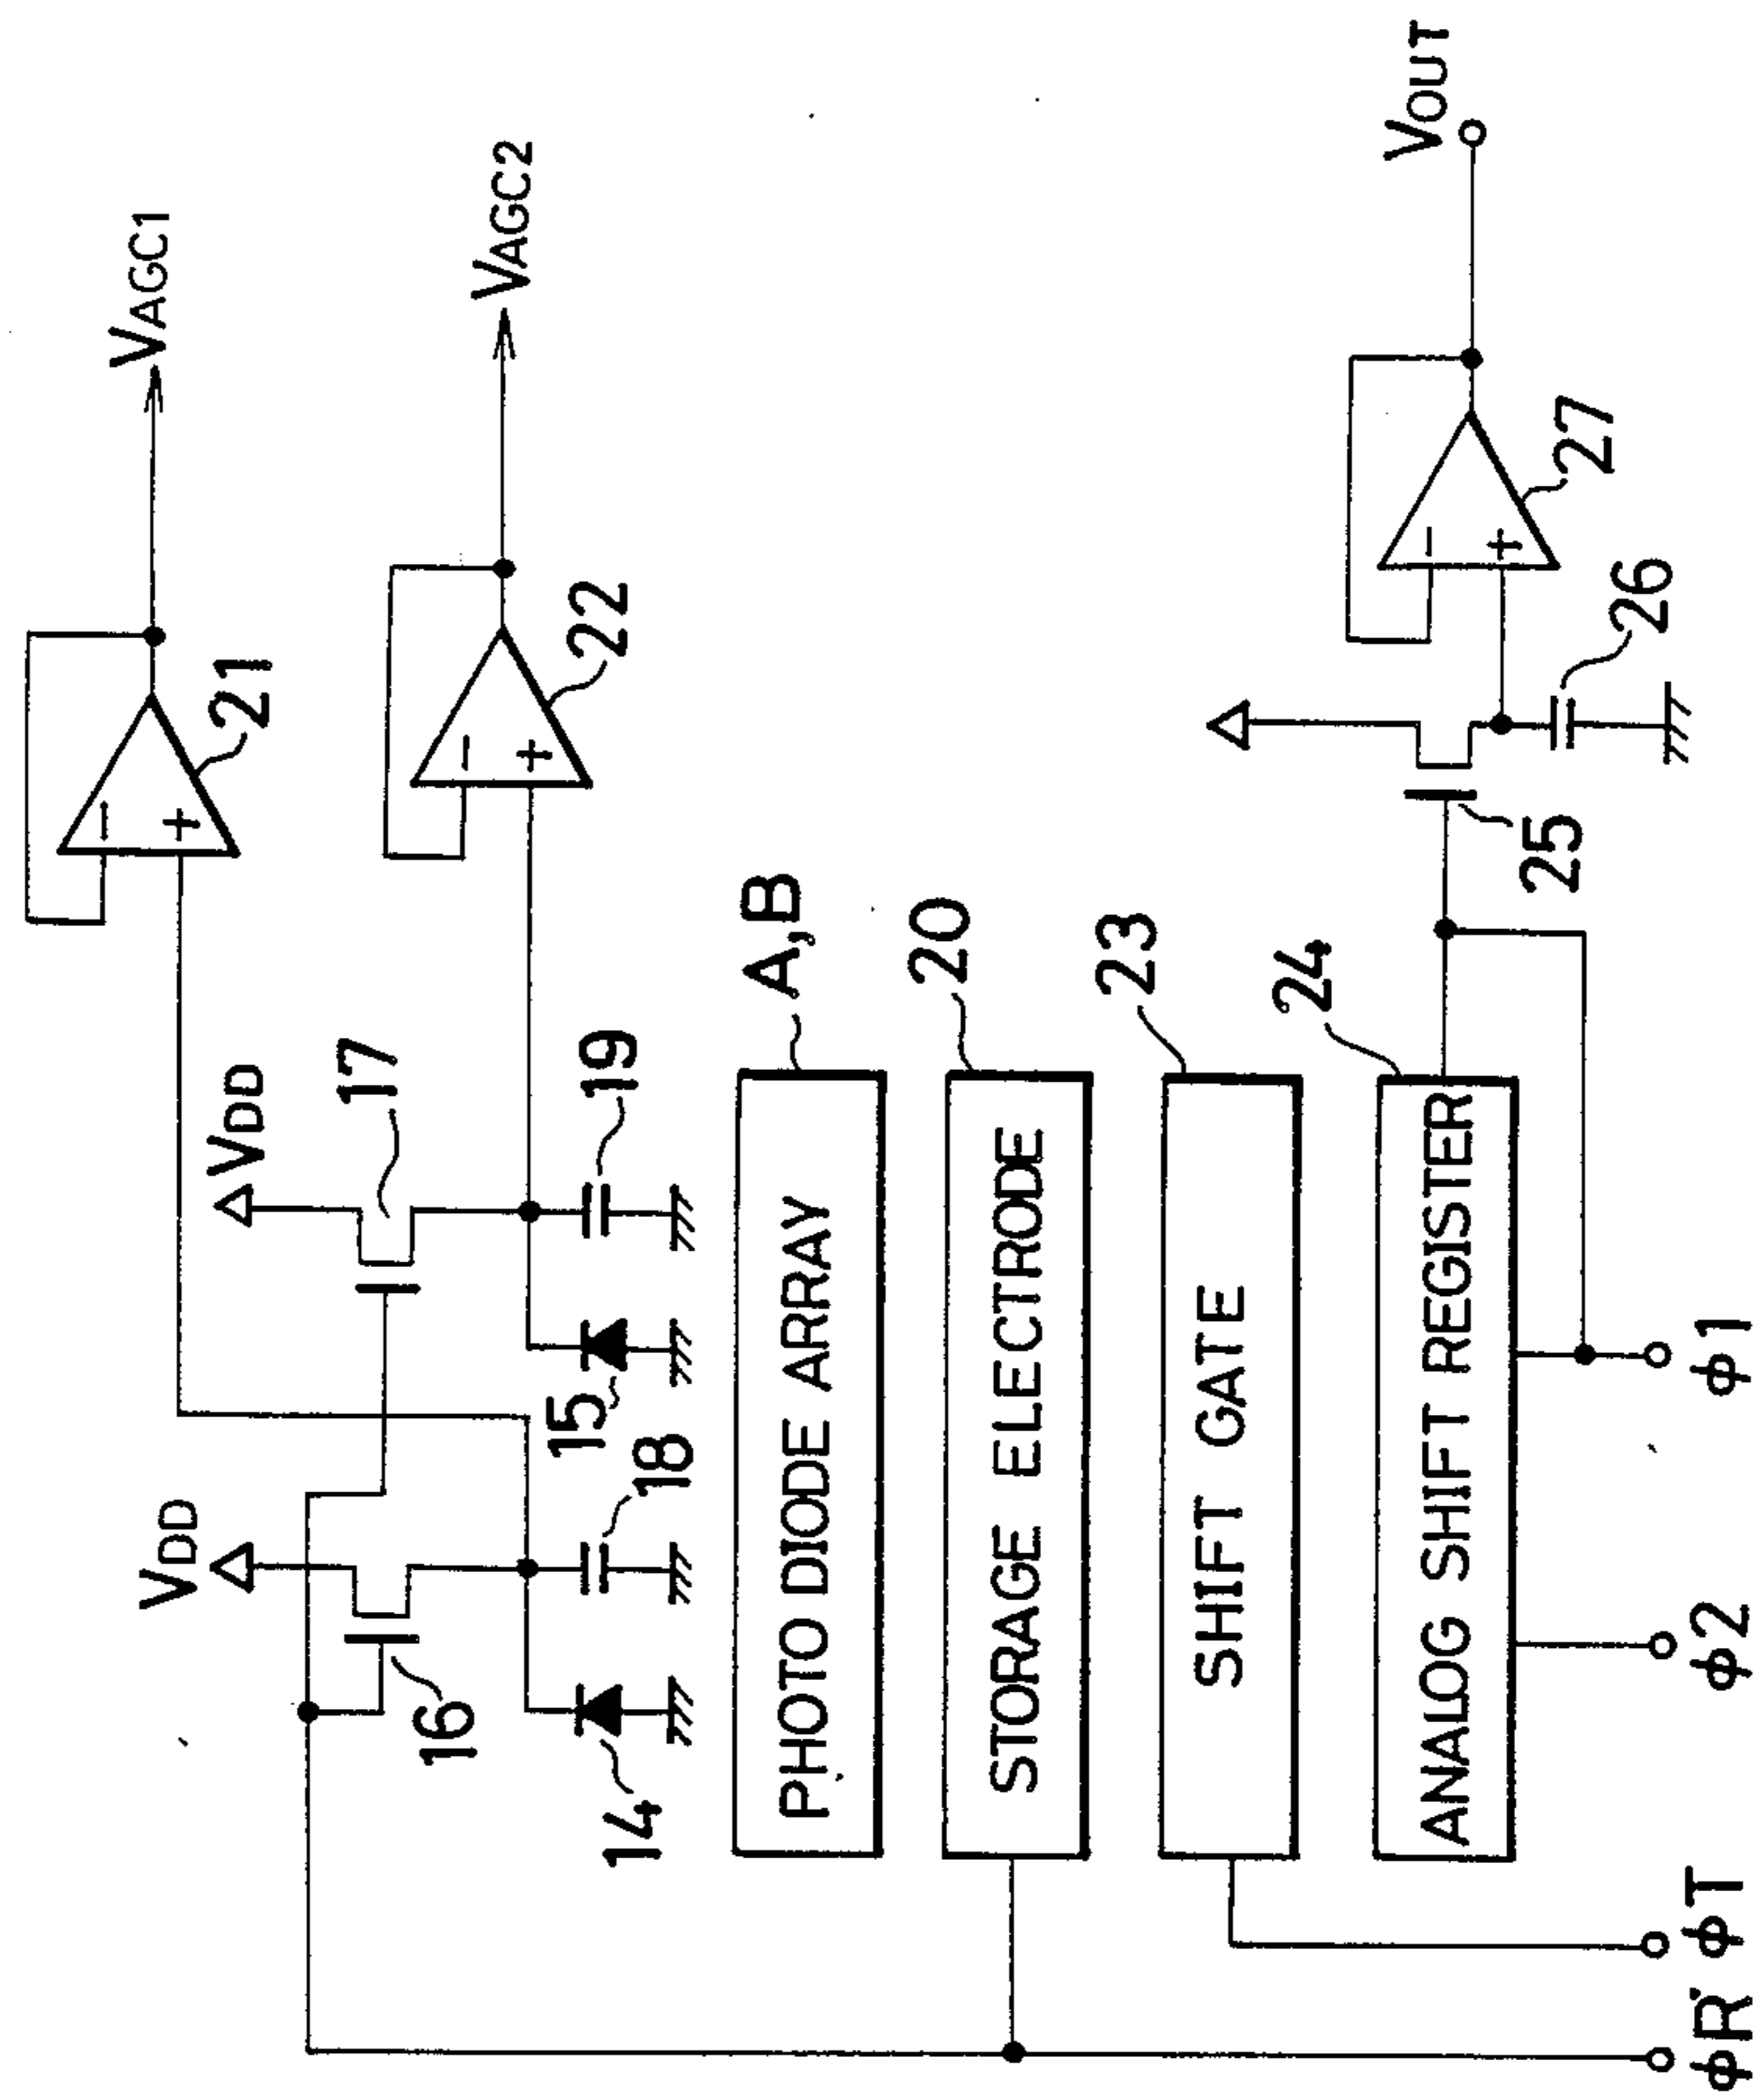 VAGC1
VAGC2
21
22
VDD
VDD
17
16
19
18
15
14
A,B
PHOTO DIODE ARRAY
20
STORAGE ELECTRODE
23
SHIFT GATE
24
ANALOG SHIFT REGISTER
25
26
27
VOUT
−
+
−
+
−
+
φR
φT
φ2
φ1